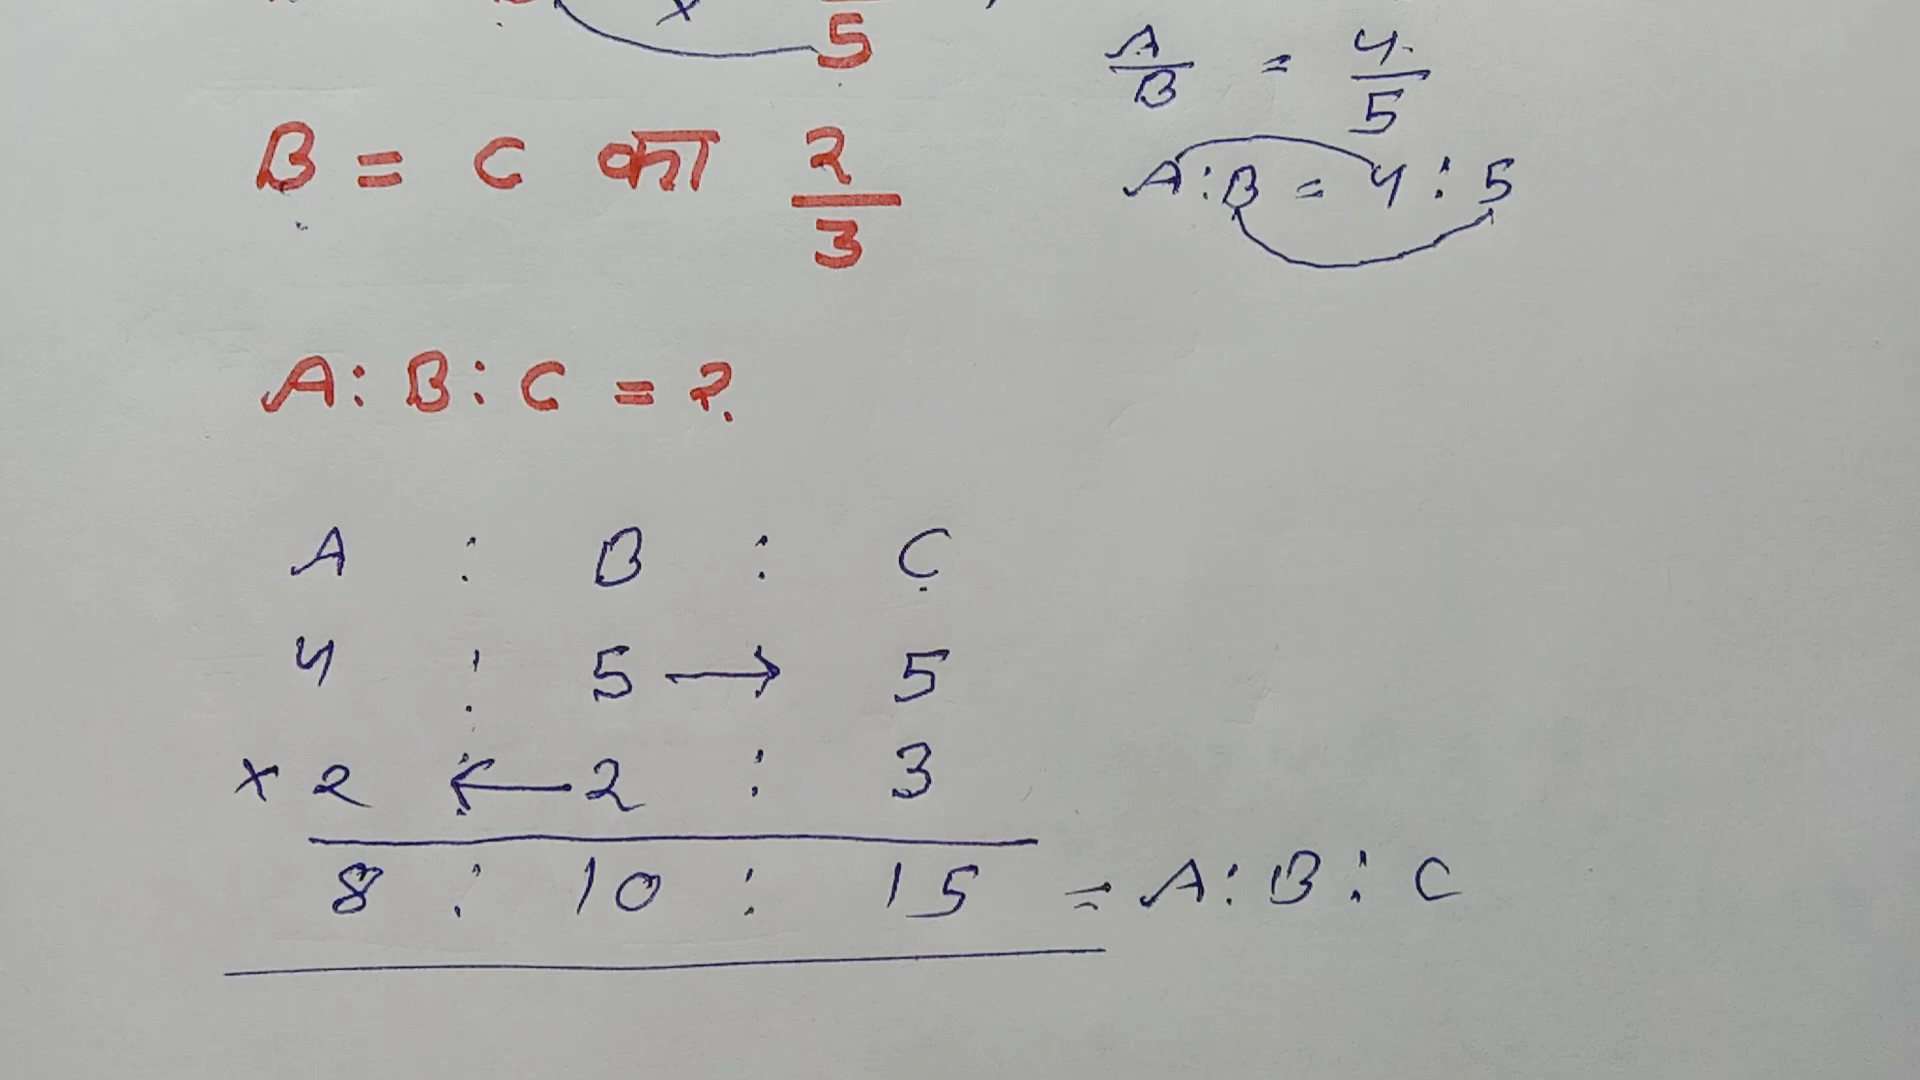 x 5
A/B = 4/5
B = C का 2/3
A:B = 4:5
A:B:C = ?
A : B : C
4 : 5 → 5
x 2 ← 2 : 3
8 : 10 : 15 = A:B:C